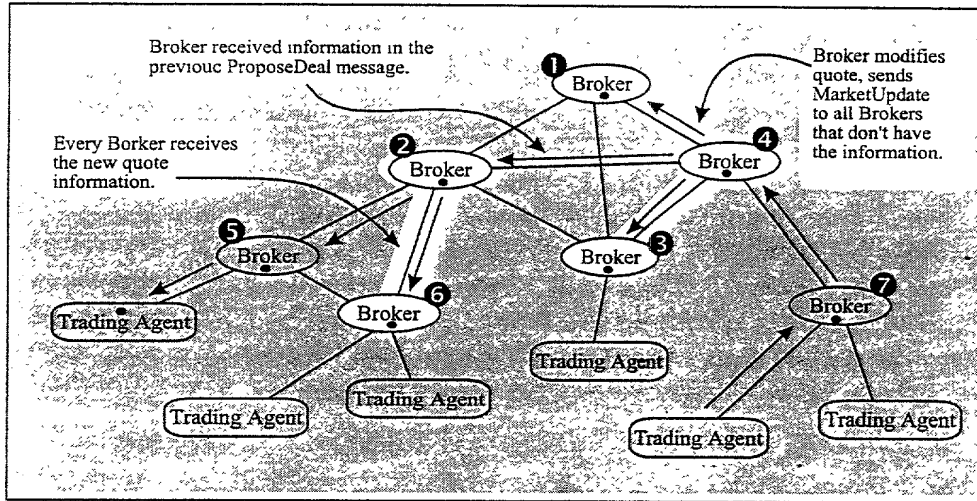 Broker received information in the
previouc ProposeDeal message.
Broker modifies
quote, sends
MarketUpdate
to all Brokers
that don't have
the information.
Every Borker receives
the new quote
information.
1
Broker
2
Broker
4
Broker
5
Broker
3
Broker
6
Broker
7
Broker
Trading Agent
Trading Agent
Trading Agent
Trading Agent
Trading Agent
Trading Agent